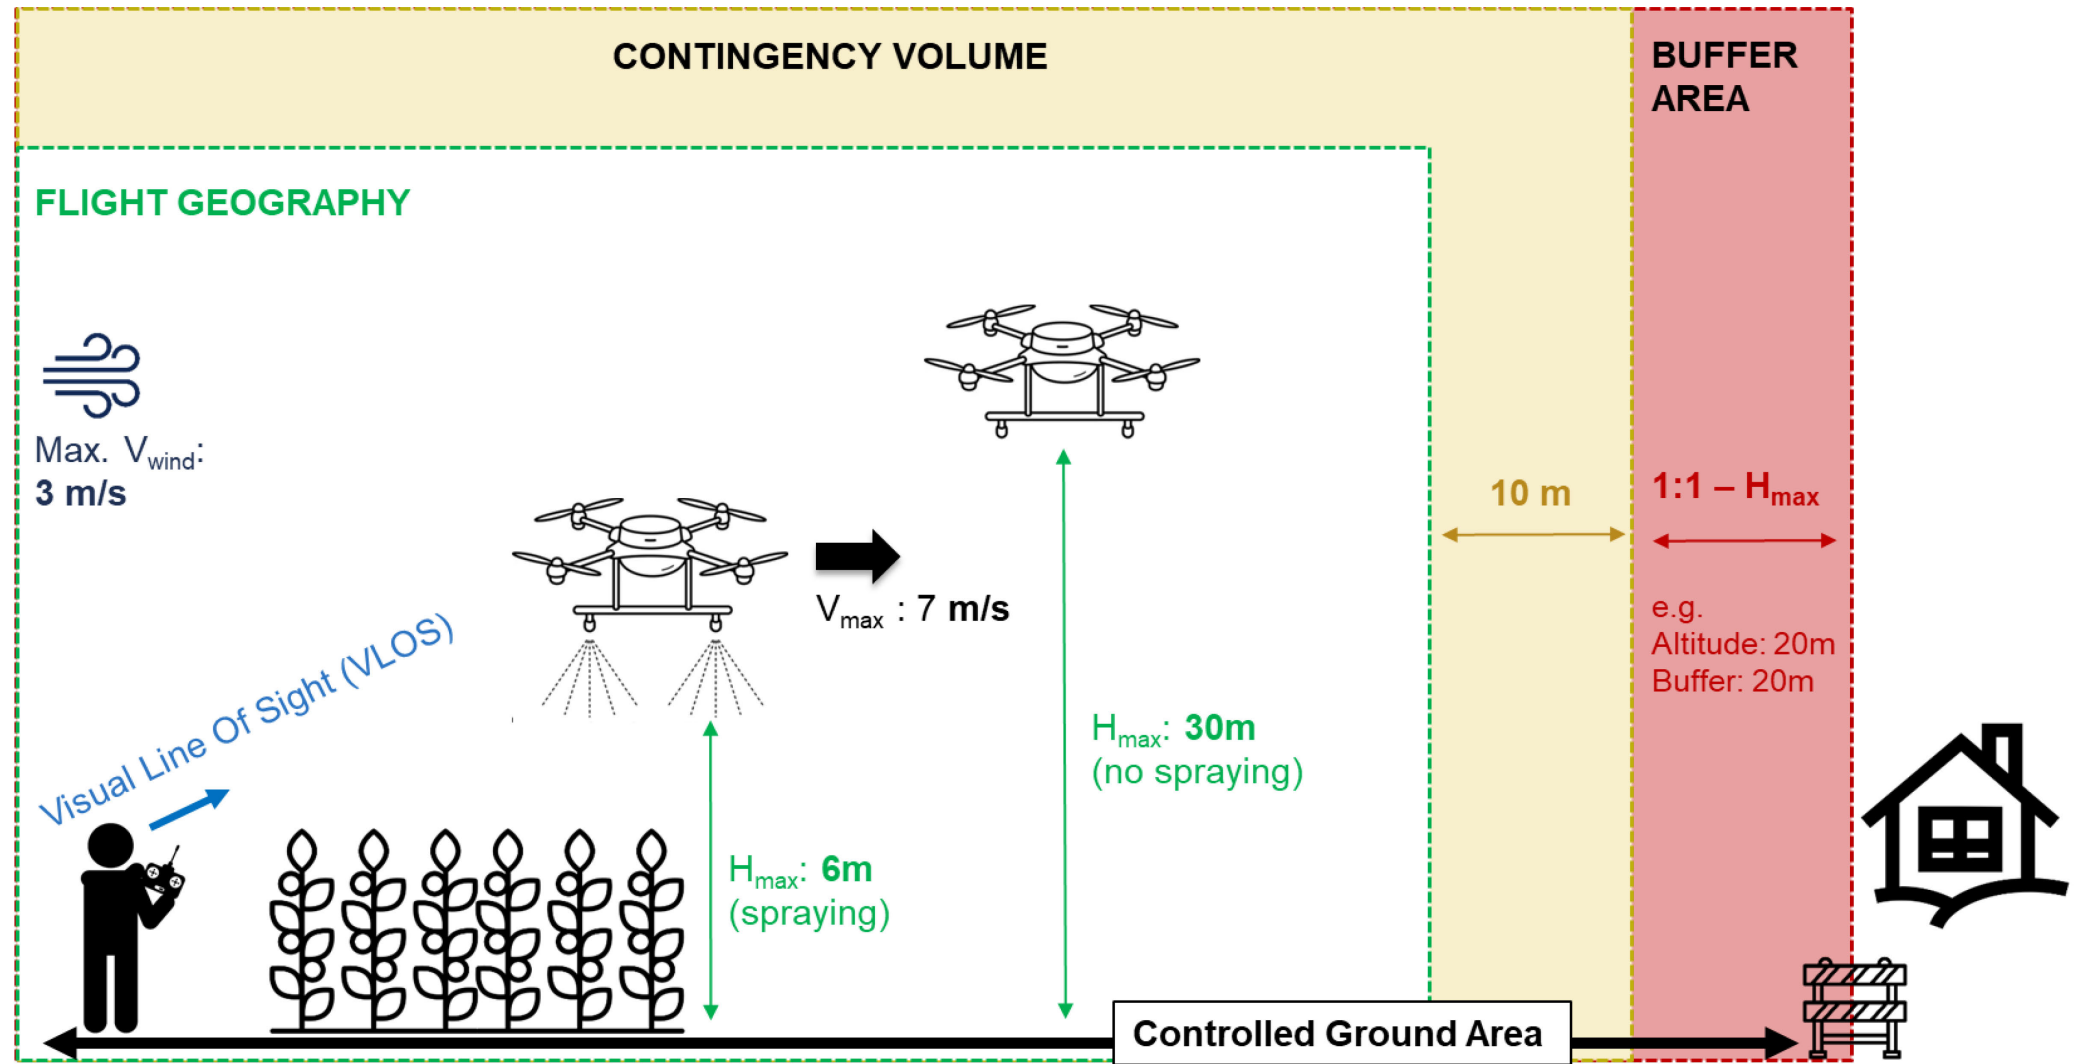 CONTINGENCY VOLUME
BUFFER
AREA
FLIGHT GEOGRAPHY
Max. Vwind:
3 m/s
Visual Line Of Sight (VLOS)
Vmax : 7 m/s
Hmax: 6m
(spraying)
Hmax: 30m
(no spraying)
10 m
1:1 – Hmax
e.g.
Altitude: 20m
Buffer: 20m
Controlled Ground Area